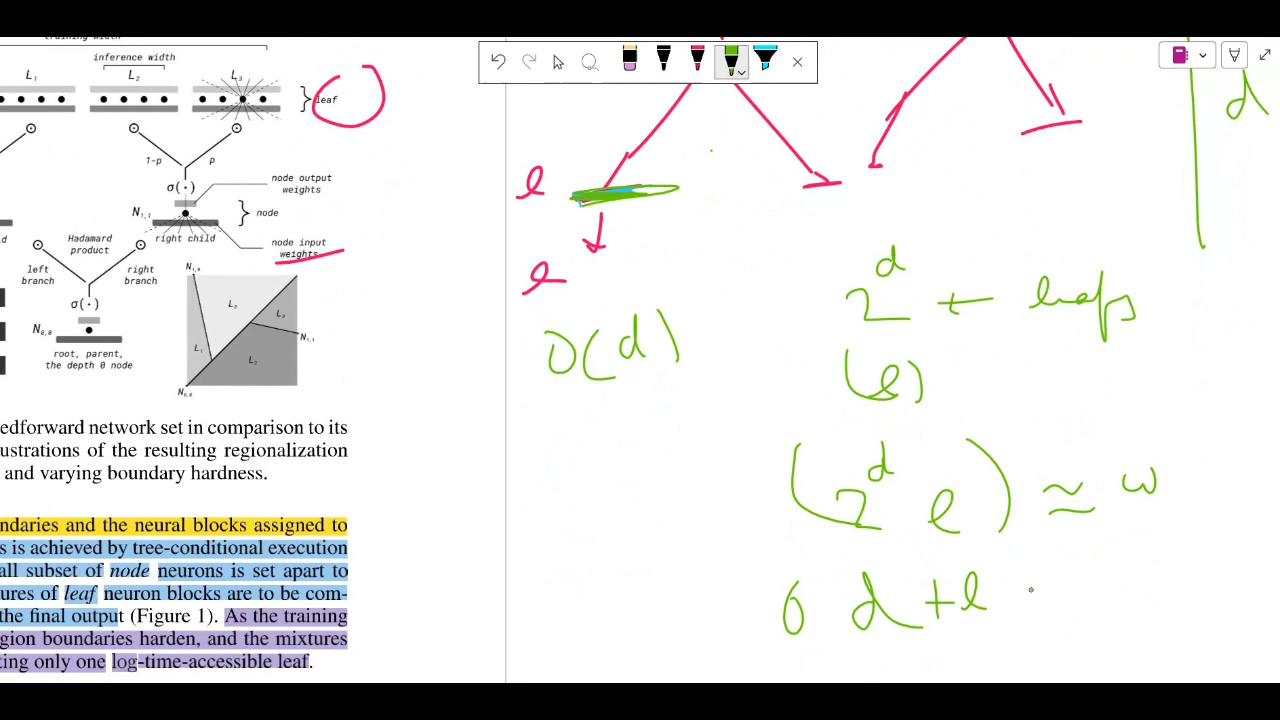 training width
inference width
L₁ L₂ L₃
leaf
1-p p
σ(·)
node output
weights
N₁,₁
node
right child
node input
weights
Hadamard
product
left
branch
right
branch
σ(·)
N₀,₀
root, parent,
the depth 0 node
N₁,₀
L₀
L₃
N₁,₁
L₁
L₂
N₀,₀
edforward network set in comparison to its
ustrations of the resulting regionalization
e and varying boundary hardness.
ndaries and the neural blocks assigned to
s is achieved by tree-conditional execution
all subset of node neurons is set apart to
ures of leaf neuron blocks are to be com-
the final output (Figure 1). As the training
gion boundaries harden, and the mixtures
ting only one log-time-accessible leaf.
d
l
l
O(d)
2^d + leafs
(l)
(2^d l) ≈ w
O d + l